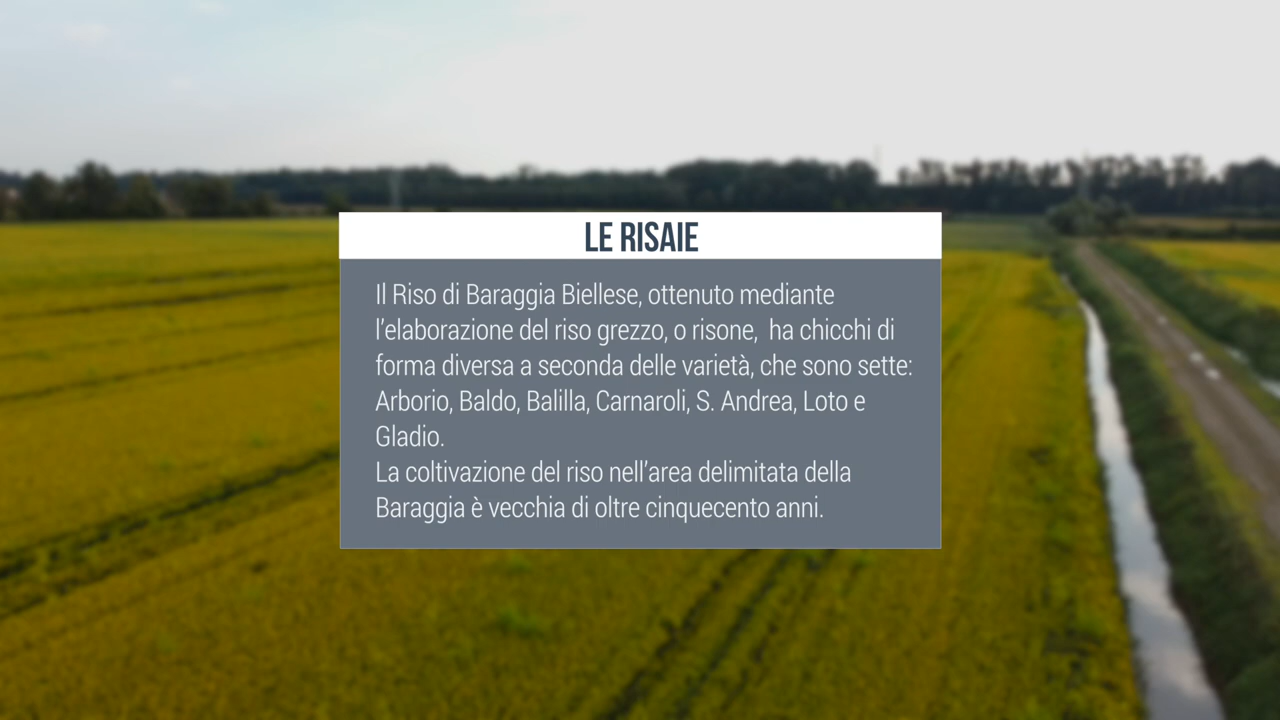 LE RISAIE
Il Riso di Baraggia Biellese, ottenuto mediante
l'elaborazione del riso grezzo, o risone,  ha chicchi di
forma diversa a seconda delle varietà, che sono sette:
Arborio, Baldo, Balilla, Carnaroli, S. Andrea, Loto e
Gladio.
La coltivazione del riso nell'area delimitata della
Baraggia è vecchia di oltre cinquecento anni.